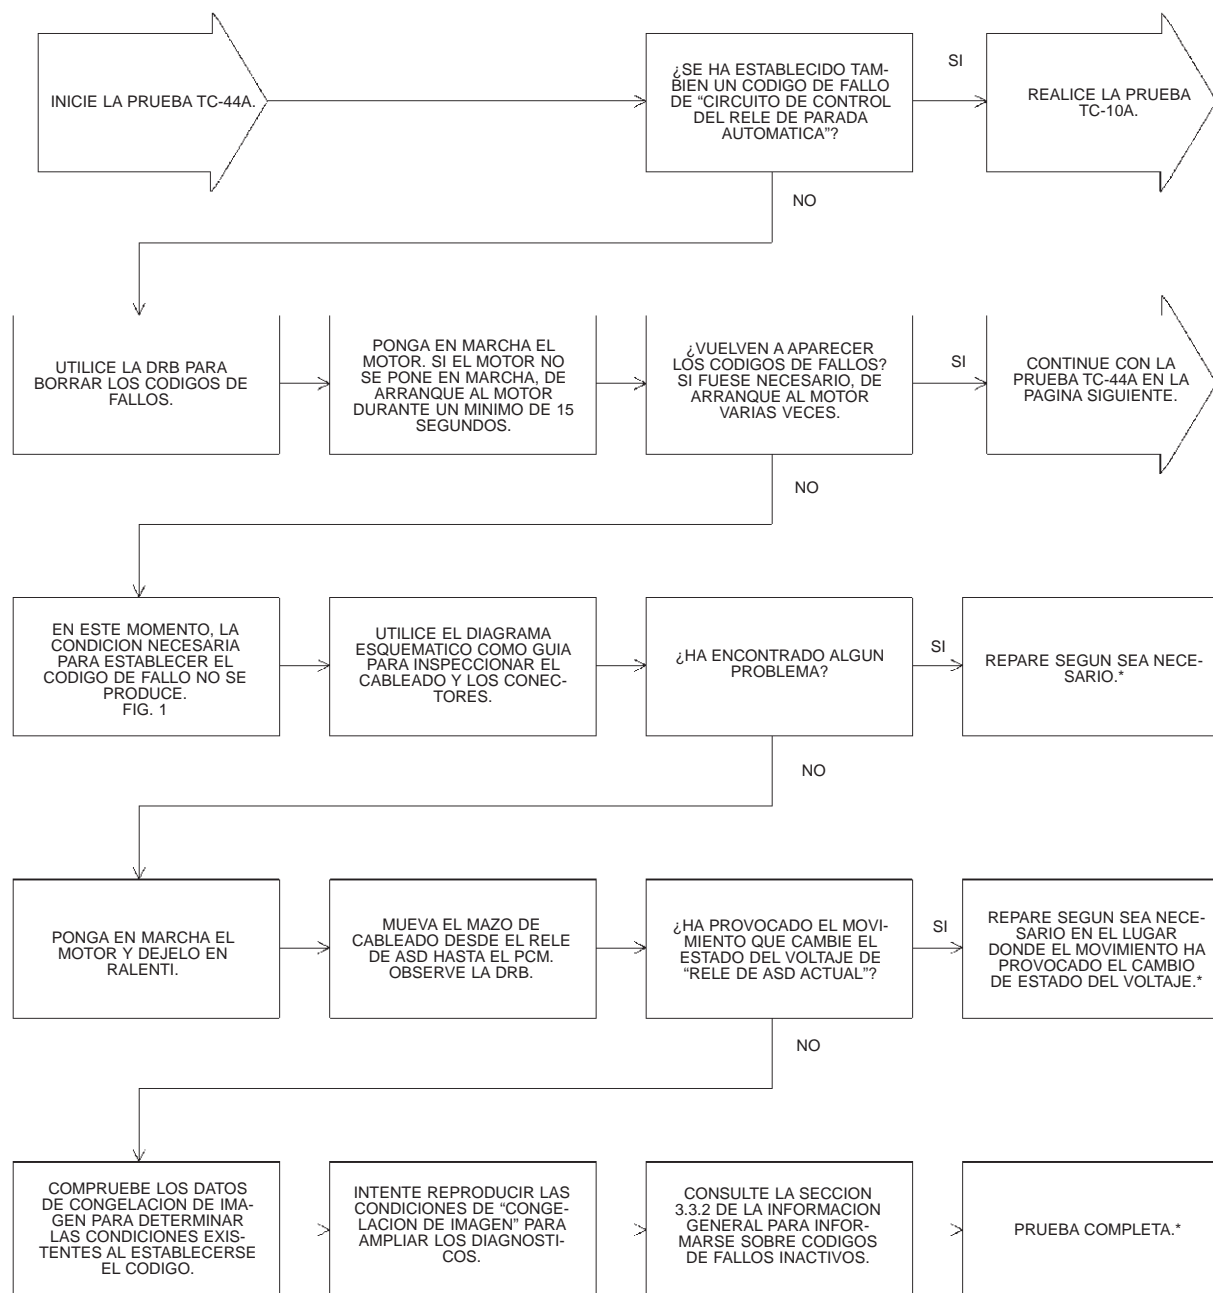 INICIE LA PRUEBA TC-44A.
¿SE HA ESTABLECIDO TAM-
BIEN UN CODIGO DE FALLO
DE “CIRCUITO DE CONTROL
DEL RELE DE PARADA
AUTOMATICA”?
SI
REALICE LA PRUEBA
TC-10A.
NO
UTILICE LA DRB PARA
BORRAR LOS CODIGOS DE
FALLOS.
PONGA EN MARCHA EL
MOTOR. SI EL MOTOR NO
SE PONE EN MARCHA, DE
ARRANQUE AL MOTOR
DURANTE UN MINIMO DE 15
SEGUNDOS.
¿VUELVEN A APARECER
LOS CODIGOS DE FALLOS?
SI FUESE NECESARIO, DE
ARRANQUE AL MOTOR
VARIAS VECES.
SI
CONTINUE CON LA
PRUEBA TC-44A EN LA
PAGINA SIGUIENTE.
NO
EN ESTE MOMENTO, LA
CONDICION NECESARIA
PARA ESTABLECER EL
CODIGO DE FALLO NO SE
PRODUCE.
FIG. 1
UTILICE EL DIAGRAMA
ESQUEMATICO COMO GUIA
PARA INSPECCIONAR EL
CABLEADO Y LOS CONEC-
TORES.
¿HA ENCONTRADO ALGUN
PROBLEMA?
SI
REPARE SEGUN SEA NECE-
SARIO.*
NO
PONGA EN MARCHA EL
MOTOR Y DEJELO EN
RALENTI.
MUEVA EL MAZO DE
CABLEADO DESDE EL RELE
DE ASD HASTA EL PCM.
OBSERVE LA DRB.
¿HA PROVOCADO EL MOVI-
MIENTO QUE CAMBIE EL
ESTADO DEL VOLTAJE DE
“RELE DE ASD ACTUAL”?
SI
REPARE SEGUN SEA NECE-
SARIO EN EL LUGAR
DONDE EL MOVIMIENTO HA
PROVOCADO EL CAMBIO
DE ESTADO DEL VOLTAJE.*
NO
COMPRUEBE LOS DATOS
DE CONGELACION DE IMA-
GEN PARA DETERMINAR
LAS CONDICIONES EXIS-
TENTES AL ESTABLECERSE
EL CODIGO.
INTENTE REPRODUCIR LAS
CONDICIONES DE “CONGE-
LACION DE IMAGEN” PARA
AMPLIAR LOS DIAGNOSTI-
COS.
CONSULTE LA SECCION
3.3.2 DE LA INFORMACION
GENERAL PARA INFOR-
MARSE SOBRE CODIGOS
DE FALLOS INACTIVOS.
PRUEBA COMPLETA.*